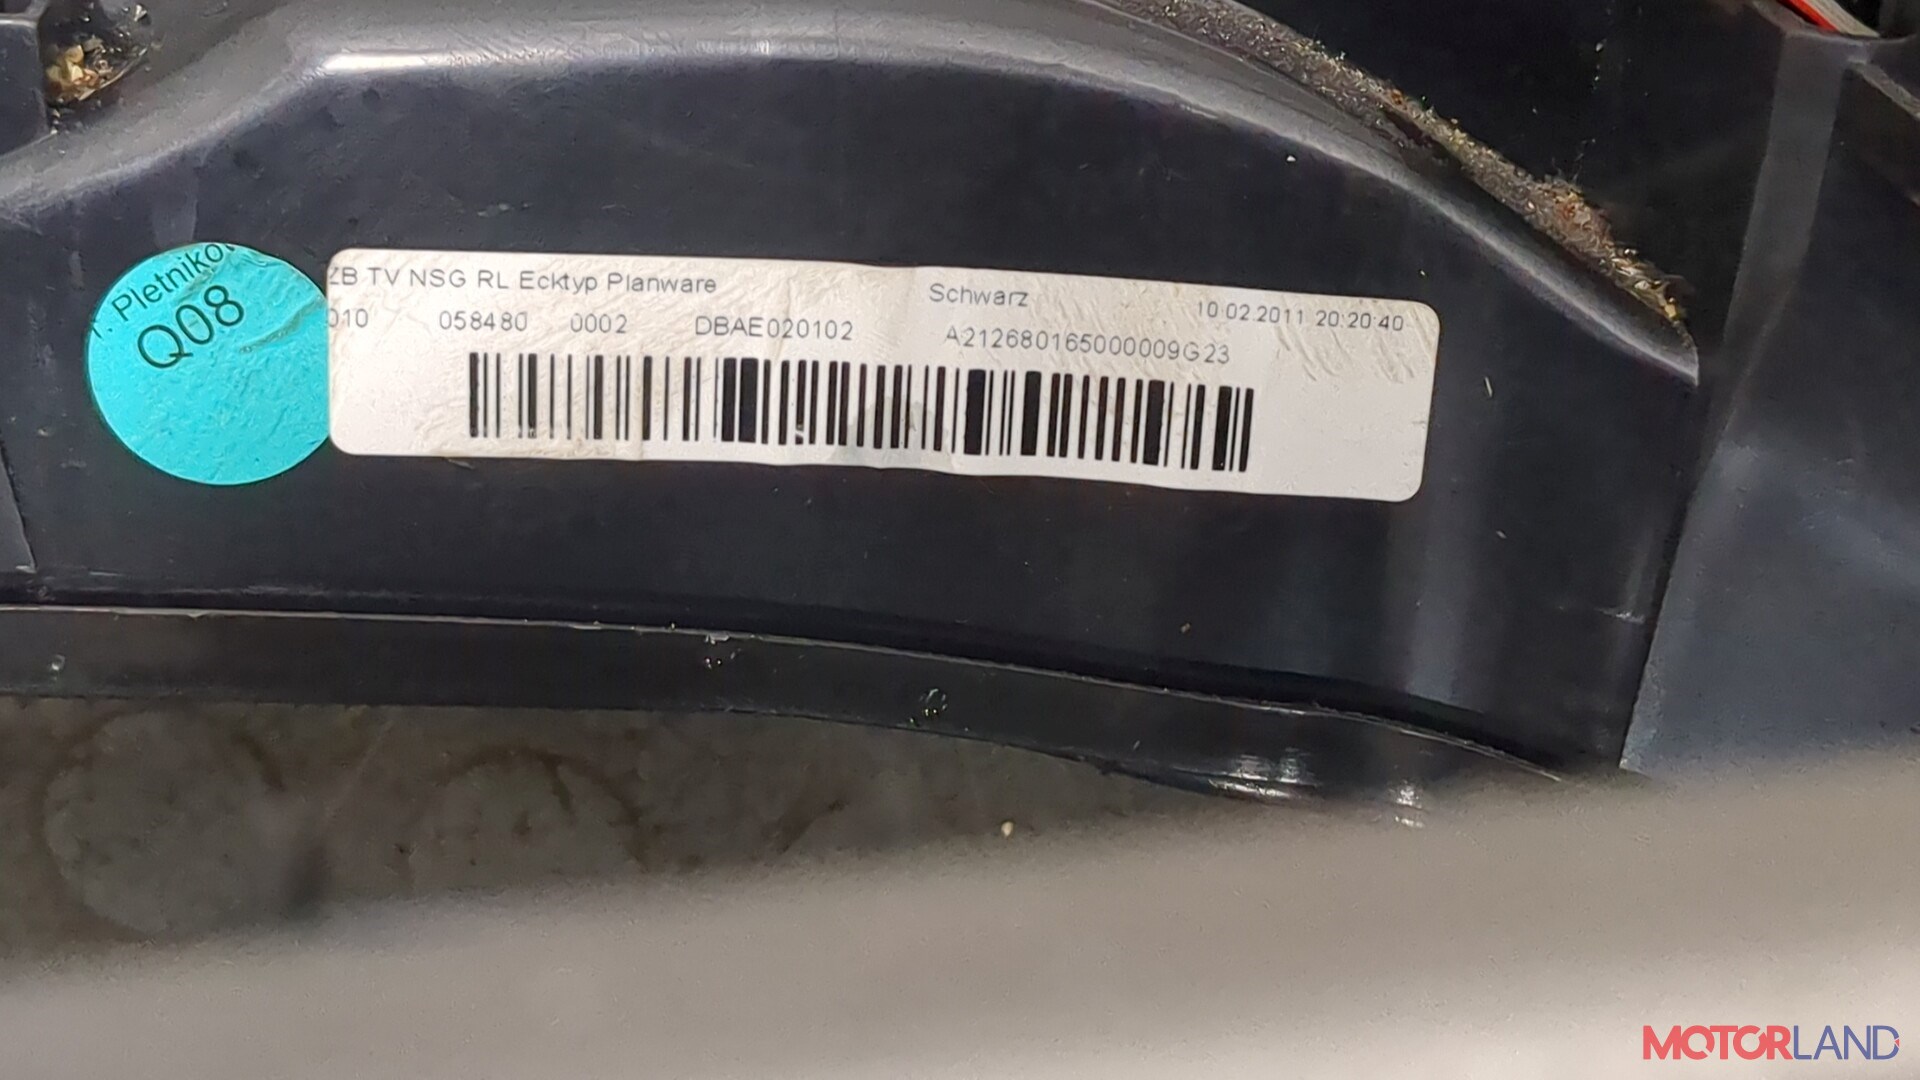 Pletnikov
Q08
ZB TV NSG RL Ecktyp Planware Schwarz 10.02.2011 20:20:40
010 058480 0002 DBAE020102 A212680165000009G23
MOTORLAND